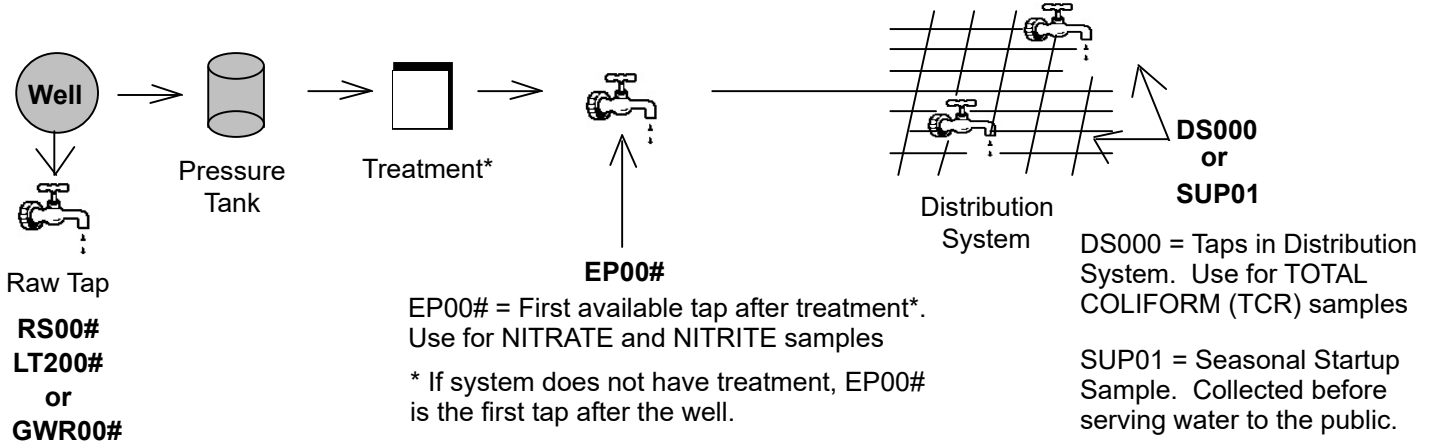 Well
Pressure
Tank
Treatment*
Raw Tap
RS00#
LT200#
or
GWR00#
EP00#
EP00# = First available tap after treatment*.
Use for NITRATE and NITRITE samples
* If system does not have treatment, EP00#
is the first tap after the well.
Distribution
System
DS000
or
SUP01
DS000 = Taps in Distribution
System. Use for TOTAL
COLIFORM (TCR) samples
SUP01 = Seasonal Startup
Sample. Collected before
serving water to the public.